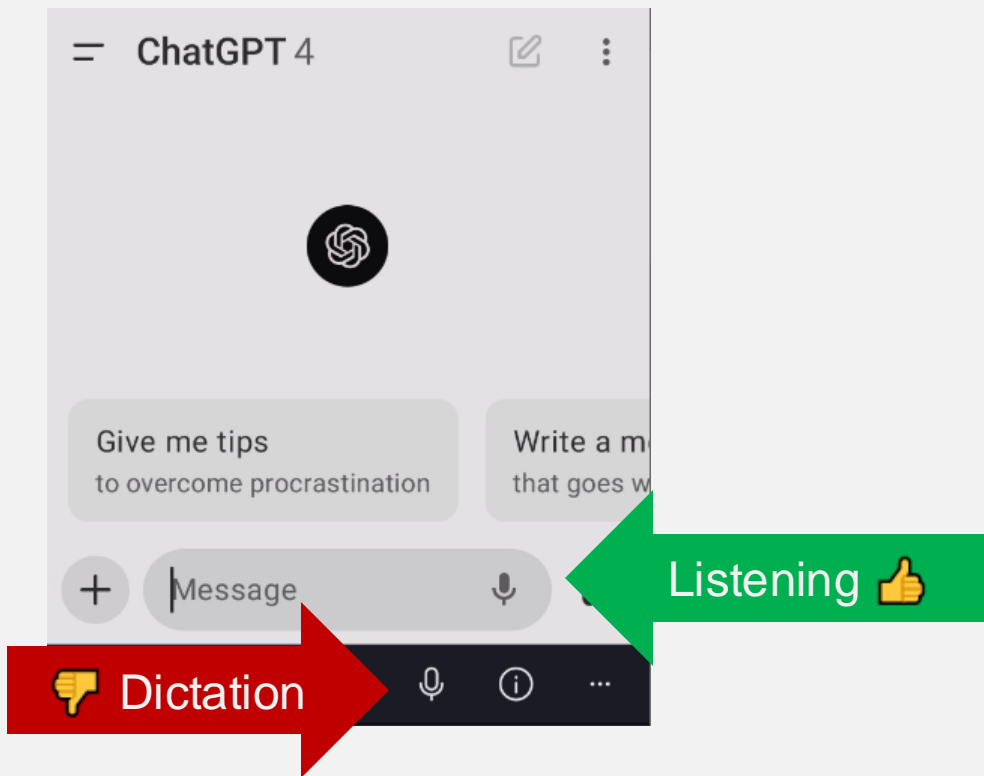 ChatGPT 4
Give me tips
to overcome procrastination
Write a m
that goes w
Message
Listening 👍
👎 Dictation